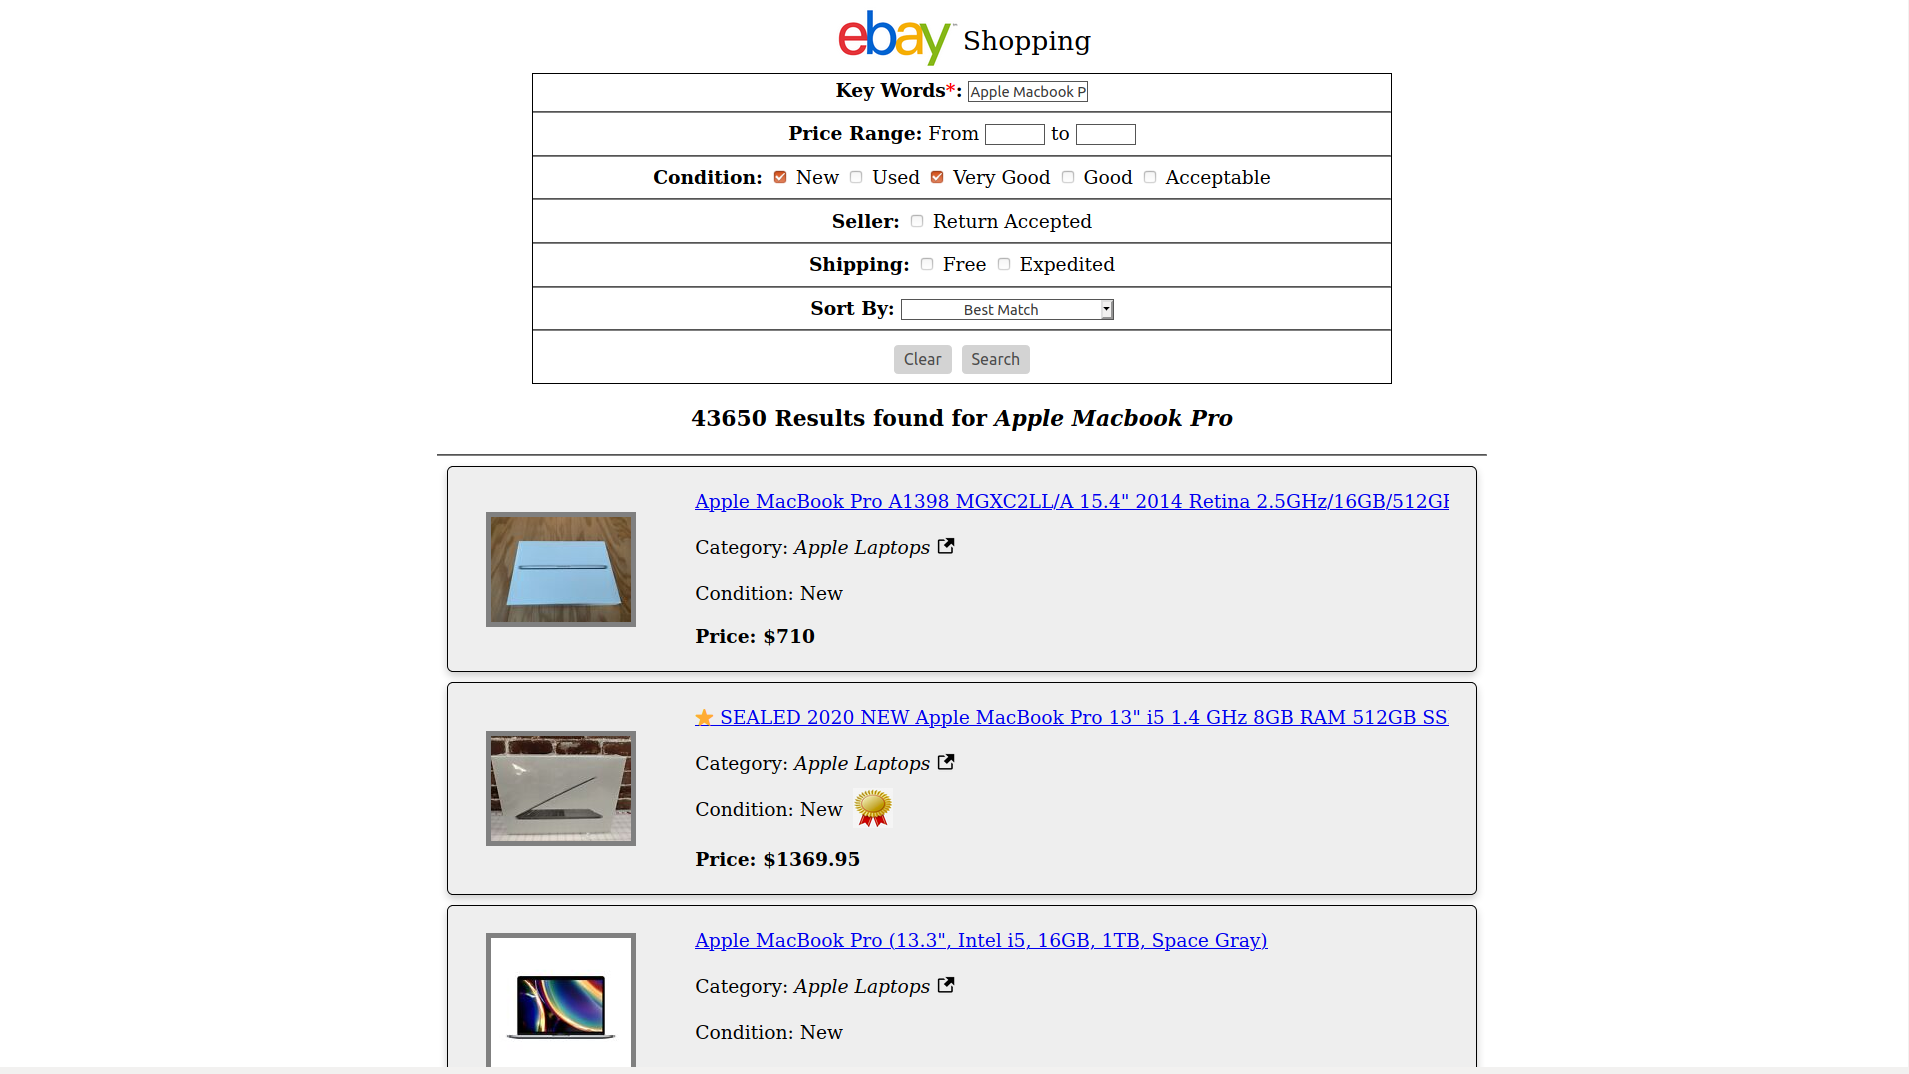 ebay™ Shopping
Key Words*: Apple Macbook P
Price Range: From to
Condition: New Used Very Good Good Acceptable
Seller: Return Accepted
Shipping: Free Expedited
Sort By: Best Match
Clear Search
43650 Results found for Apple Macbook Pro
Apple MacBook Pro A1398 MGXC2LL/A 15.4" 2014 Retina 2.5GHz/16GB/512G
Category: Apple Laptops
Condition: New
Price: $710
SEALED 2020 NEW Apple MacBook Pro 13" i5 1.4 GHz 8GB RAM 512GB SS
Category: Apple Laptops
Condition: New
Price: $1369.95
Apple MacBook Pro (13.3", Intel i5, 16GB, 1TB, Space Gray)
Category: Apple Laptops
Condition: New